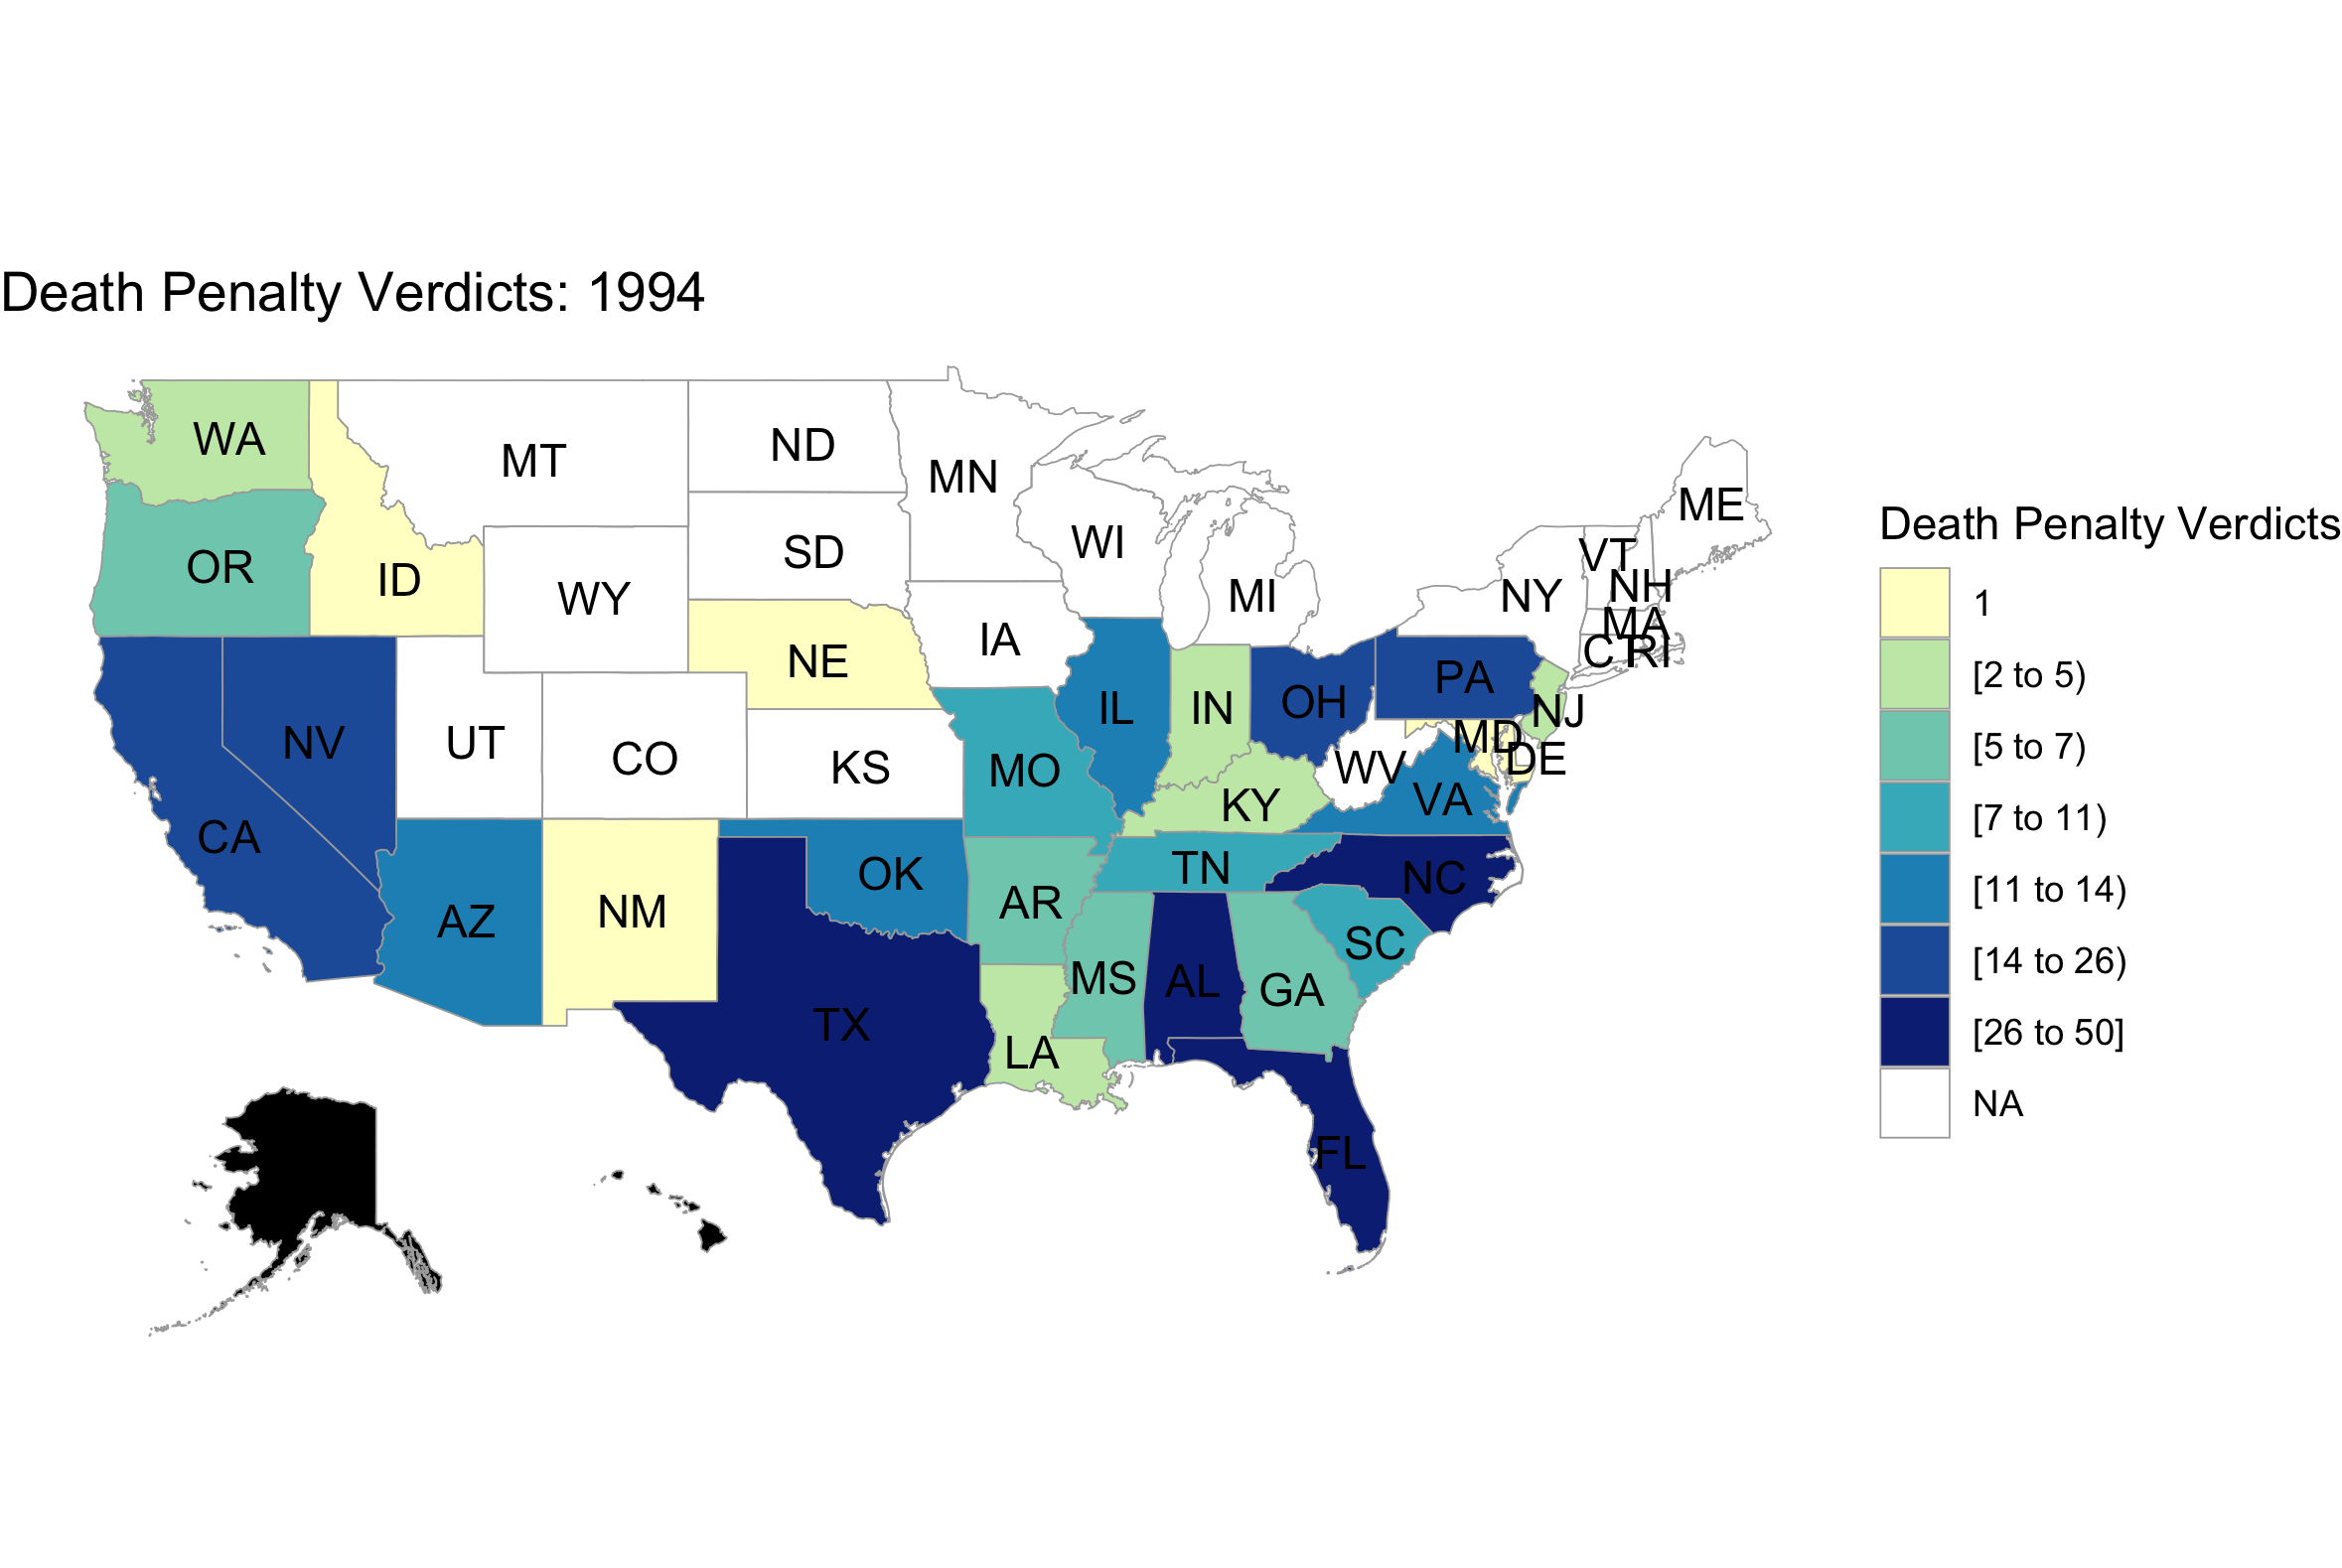 Death Penalty Verdicts: 1994
WA
MT
ND
MN
ME
OR
ID
WY
SD
WI
MI
NY
VT
NH
MA
CT
RI
NE
IA
NV
UT
CO
KS
MO
IL
IN
OH
PA
NJ
MD
DE
WV
VA
KY
CA
AZ
NM
OK
AR
TN
NC
SC
TX
LA
MS
AL
GA
FL
Death Penalty Verdicts
1
[2 to 5)
[5 to 7)
[7 to 11)
[11 to 14)
[14 to 26)
[26 to 50]
NA